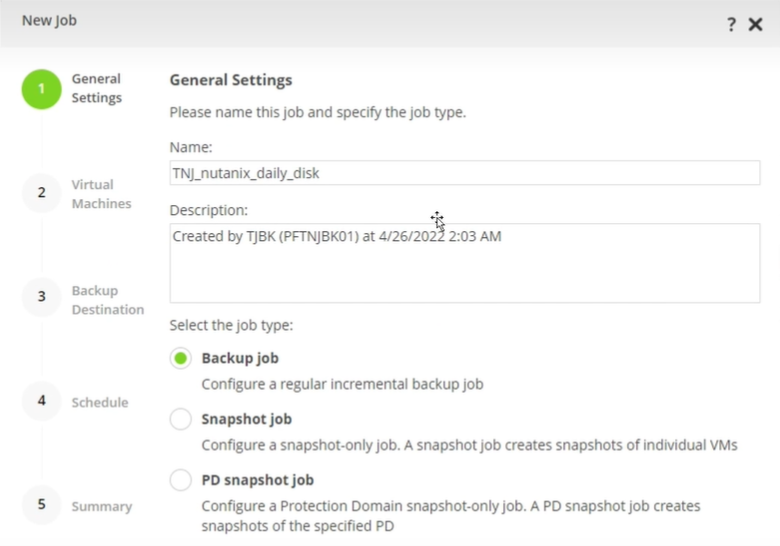 New Job
? ✕
1
General
Settings
2
Virtual
Machines
3
Backup
Destination
4
Schedule
5
Summary
General Settings
Please name this job and specify the job type.
Name:
TNJ_nutanix_daily_disk
Description:
Created by TJBK (PFTNJBK01) at 4/26/2022 2:03 AM
Select the job type:
Backup job
Configure a regular incremental backup job
Snapshot job
Configure a snapshot-only job. A snapshot job creates snapshots of individual VMs
PD snapshot job
Configure a Protection Domain snapshot-only job. A PD snapshot job creates
snapshots of the specified PD